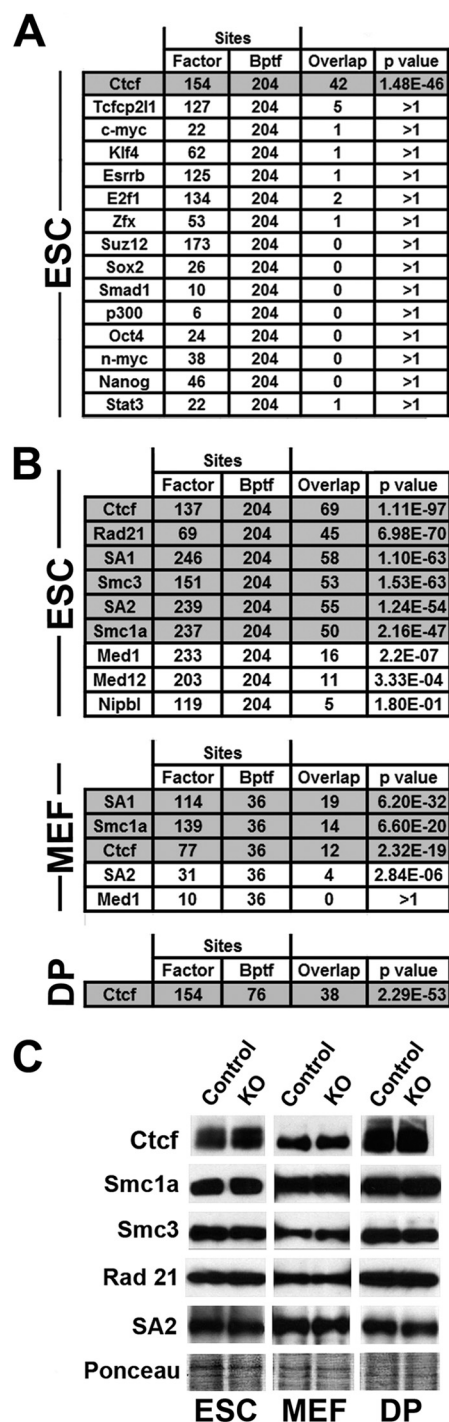 A
Sites
Factor Bptf Overlap p value
ESC
Ctcf 154 204 42 1.48E-46
Tcfcp2l1 127 204 5 >1
c-myc 22 204 1 >1
Klf4 62 204 1 >1
Esrrb 125 204 1 >1
E2f1 134 204 2 >1
Zfx 53 204 1 >1
Suz12 173 204 0 >1
Sox2 26 204 0 >1
Smad1 10 204 0 >1
p300 6 204 0 >1
Oct4 24 204 0 >1
n-myc 38 204 0 >1
Nanog 46 204 0 >1
Stat3 22 204 1 >1
B
Sites
Factor Bptf Overlap p value
ESC
Ctcf 137 204 69 1.11E-97
Rad21 69 204 45 6.98E-70
SA1 246 204 58 1.10E-63
Smc3 151 204 53 1.53E-63
SA2 239 204 55 1.24E-54
Smc1a 237 204 50 2.16E-47
Med1 233 204 16 2.2E-07
Med12 203 204 11 3.33E-04
Nipbl 119 204 5 1.80E-01
Sites
Factor Bptf Overlap p value
MEF
SA1 114 36 19 6.20E-32
Smc1a 139 36 14 6.60E-20
Ctcf 77 36 12 2.32E-19
SA2 31 36 4 2.84E-06
Med1 10 36 0 >1
Sites
Factor Bptf Overlap p value
DP
Ctcf 154 76 38 2.29E-53
C
Control KO Control KO Control KO
Ctcf
Smc1a
Smc3
Rad 21
SA2
Ponceau
ESC MEF DP